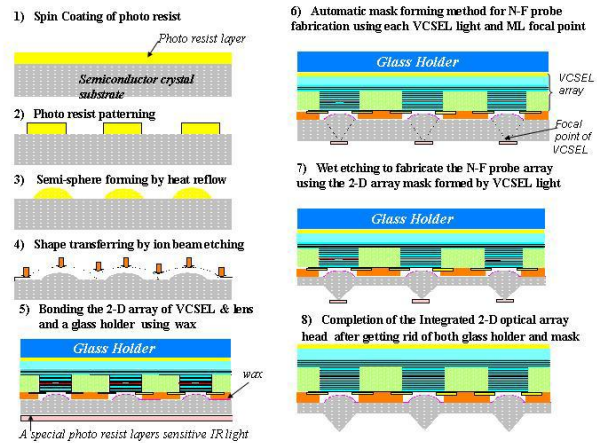 1) Spin Coating of photo resist
Photo resist layer
Semiconductor crystal
substrate
2) Photo resist patterning
3) Semi-sphere forming by heat reflow
4) Shape transferring by ion beam etching
5) Bonding the 2-D array of VCSEL & lens
and a glass holder using wax
Glass Holder
wax
A special photo resist layers sensitive IR light
6) Automatic mask forming method for N-F probe
fabrication using each VCSEL light and ML focal point
Glass Holder
VCSEL
array
Focal
point of
VCSEL
7) Wet etching to fabricate the N-F probe array
using the 2-D array mask formed by VCSEL light
Glass Holder
8) Completion of the Integrated 2-D optical array
head after getting rid of both glass holder and mask